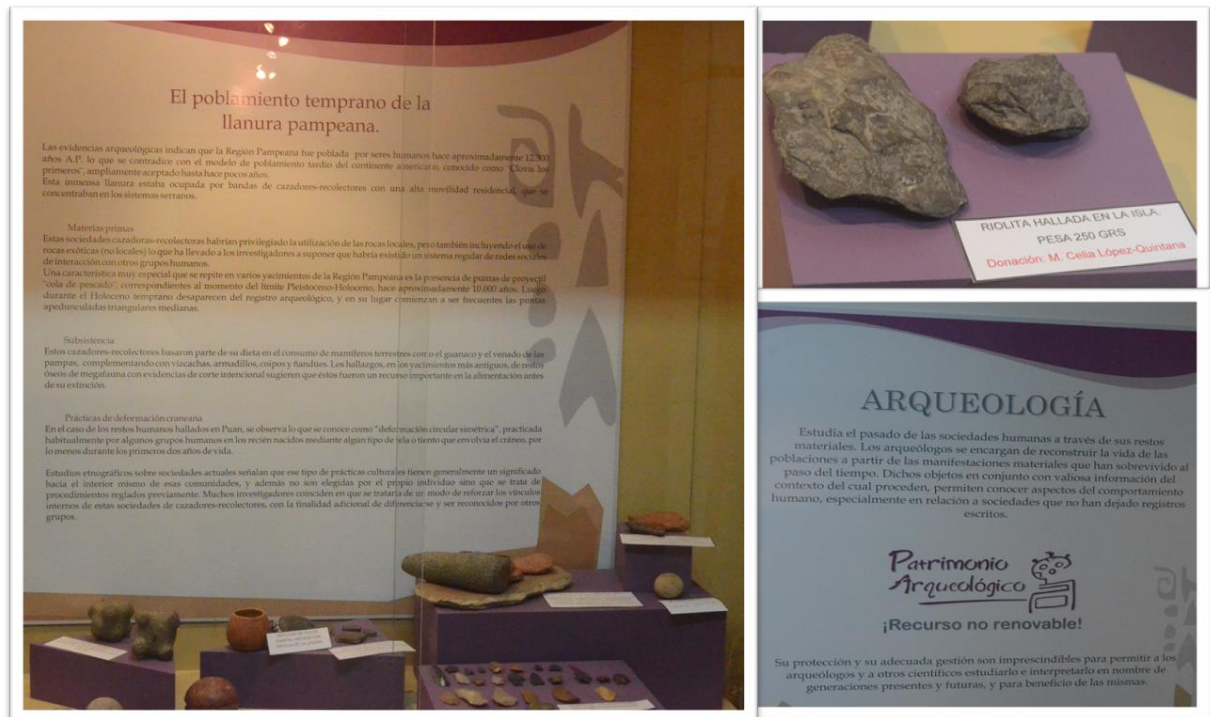 El poblamiento temprano de la
llanura pampeana.
Las evidencias arqueológicas indican que la Región Pampeana fue poblada por seres humanos hace aproximadamente
años A.P. lo que se contradice con el modelo de poblamiento tardío del continente americano, conocido como "Clovis los
primeros", ampliamente aceptado hasta hace pocos años.
Esta inmensa llanura estaba ocupada por bandas de cazadores-recolectores con una alta movilidad residencial, que se
concentraban en los sistemas serranos.
Materias primas
Estas sociedades cazadoras-recolectoras habrían privilegiado la utilización de las rocas locales, pero también incluyendo el uso de
rocas exóticas (no locales) lo que ha llevado a los investigadores a suponer que habría existido un sistema regular de redes sociales
de interacción con otros grupos humanos.
Una característica muy especial que se repite en varios yacimientos de la Región Pampeana es la presencia de puntas de proyectil
"cola de pescado", correspondientes al momento del límite Pleistoceno-Holoceno, hace aproximadamente 10.000 años. Luego
durante el Holoceno temprano desaparecen del registro arqueológico, y en su lugar comienzan a ser frecuentes las puntas
apedunculadas triangulares medianas.
Subsistencia
Estos cazadores-recolectores basaron parte de su dieta en el consumo de mamíferos terrestres como el guanaco y el venado de las
pampas, complementando con vizcachas, armadillos, coipos y ñandúes. Los hallazgos, en los yacimientos más antiguos, de restos
óseos de megafauna con evidencias de corte intencional sugieren que éstos fueron un recurso importante en la alimentación antes
de su extinción.
Prácticas de deformación craneana
En el caso de los restos humanos hallados en Puan, se observa lo que se conoce como "deformación circular simétrica", practicada
habitualmente por algunos grupos humanos en los recién nacidos mediante algún tipo de tela o tiento que envolvía el cráneo, por
lo menos durante los primeros dos años de vida.
Estudios etnográficos sobre sociedades actuales señalan que ese tipo de prácticas culturales tienen generalmente un significado
hacia el interior mismo de esas comunidades, y además no son elegidas por el propio individuo sino que se trata de
procedimientos reglados previamente. Muchos investigadores coinciden en que se trataría de un modo de reforzar los vínculos
internos de estas sociedades de cazadores-recolectores, con la finalidad adicional de diferenciarse y ser reconocidos por otros
grupos.
RIOLITA HALLADA EN LA ISLA.
PESA 250 GRS
Donación: M. Celia López-Quintana
ARQUEOLOGÍA
Estudia el pasado de las sociedades humanas a través de sus restos
materiales. Los arqueólogos se encargan de reconstruir la vida de las
poblaciones a partir de las manifestaciones materiales que han sobrevivido al
paso del tiempo. Dichos objetos en conjunto con valiosa información del
contexto del cual proceden, permiten conocer aspectos del comportamiento
humano, especialmente en relación a sociedades que no han dejado registros
escritos.
Patrimonio
Arqueológico
¡Recurso no renovable!
Su protección y su adecuada gestión son imprescindibles para permitir a los
arqueólogos y a otros científicos estudiarlo e interpretarlo en nombre de
generaciones presentes y futuras, y para beneficio de las mismas.